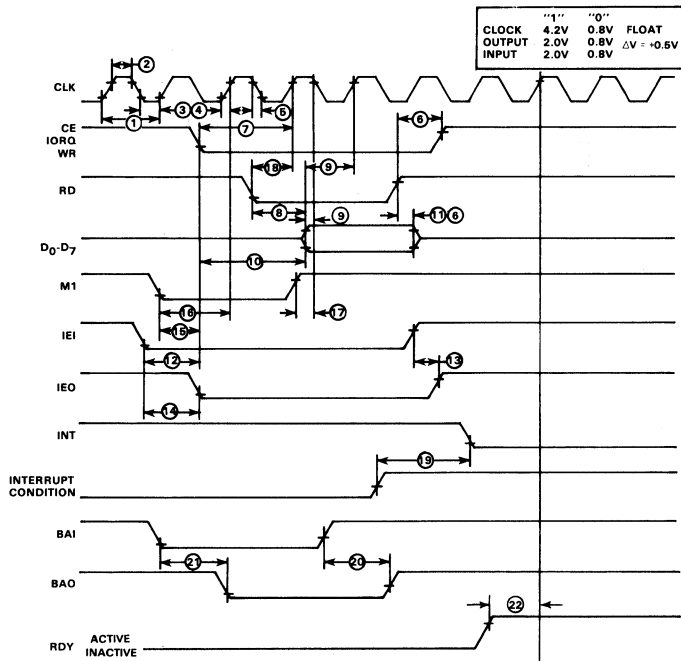 "1" "0"
CLOCK 4.2V 0.8V FLOAT
OUTPUT 2.0V 0.8V ΔV = +0.5V
INPUT 2.0V 0.8V
CLK
2
1
3 4
5
CE
IORQ
WR
7
6
RD
18
9
8
9
11 6
D0-D7
10
M1
16
17
15
IEI
12
13
IEO
14
INT
19
INTERRUPT
CONDITION
BAI
21
20
BAO
22
RDY ACTIVE
INACTIVE